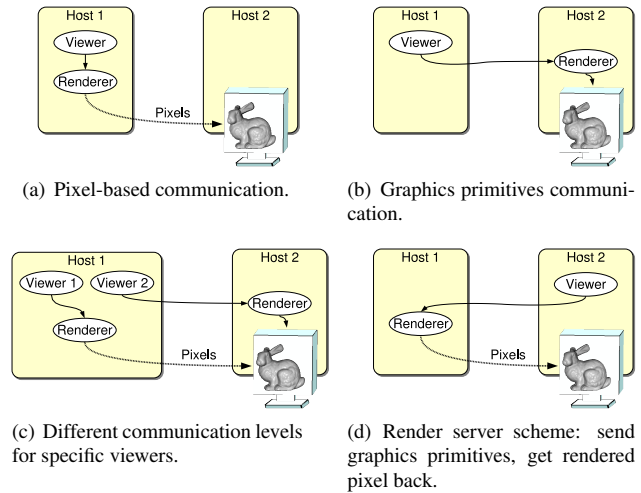 Host 1
Host 2
Viewer
Renderer
Pixels
(a) Pixel-based communication.
Host 1
Host 2
Viewer
Renderer
(b) Graphics primitives communi-
cation.
Host 1
Host 2
Viewer 1
Viewer 2
Renderer
Renderer
Pixels
(c) Different communication levels
for specific viewers.
Host 1
Host 2
Viewer
Renderer
Pixels
(d) Render server scheme: send
graphics primitives, get rendered
pixel back.